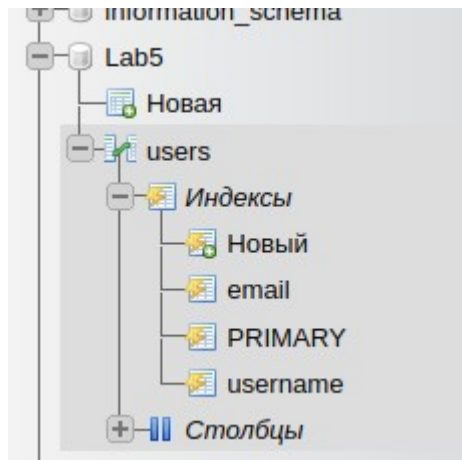 information_schema
Lab5
Новая
users
Индексы
Новый
email
PRIMARY
username
Столбцы